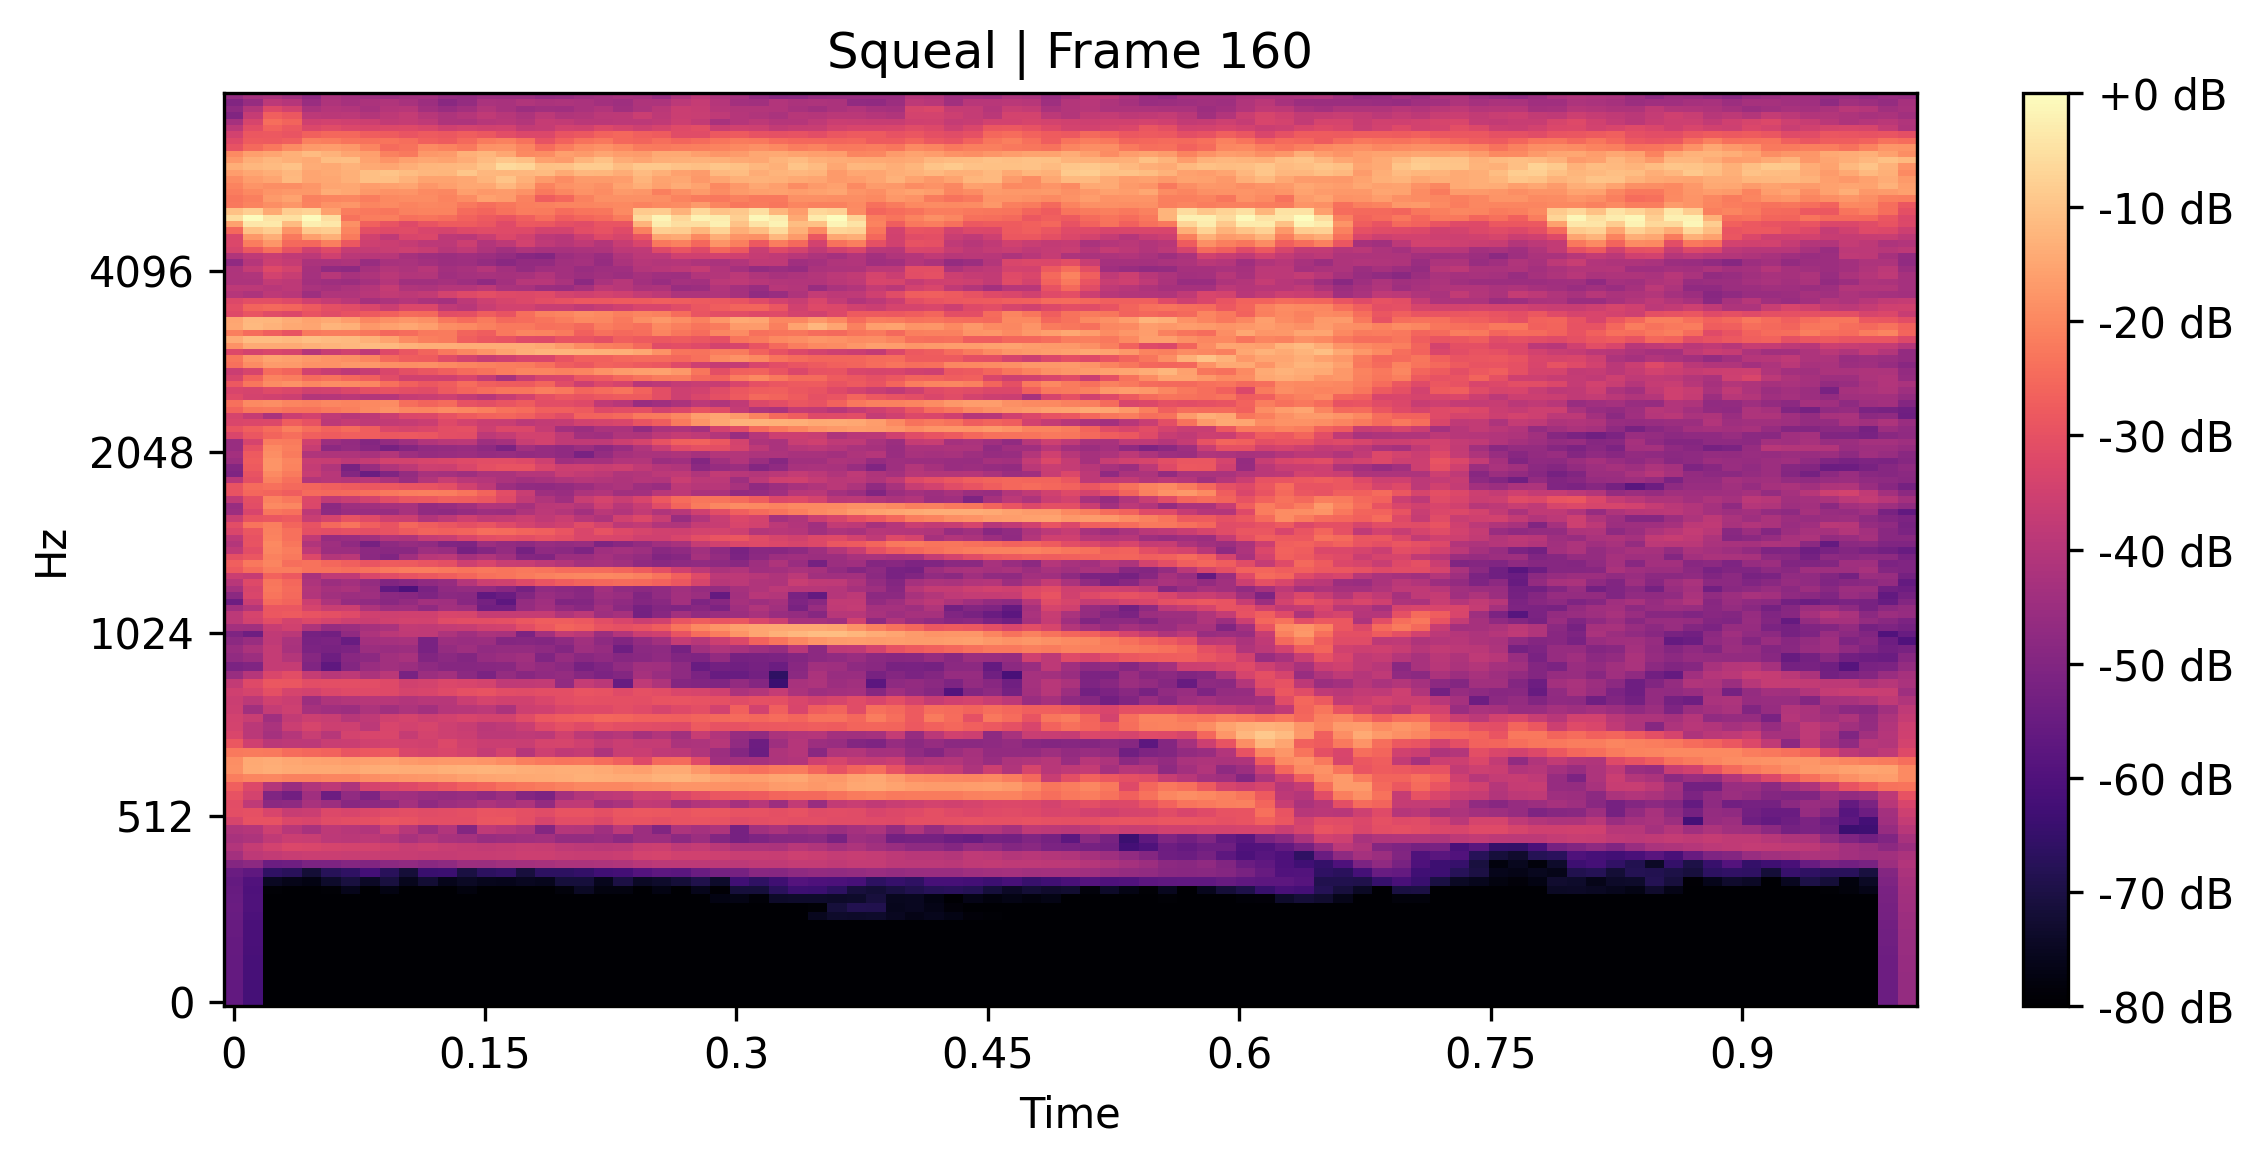 Squeal | Frame 160
+0 dB
-10 dB
-20 dB
-30 dB
-40 dB
-50 dB
-60 dB
-70 dB
-80 dB
Hz
4096
2048
1024
512
0
0 0.15 0.3 0.45 0.6 0.75 0.9
Time